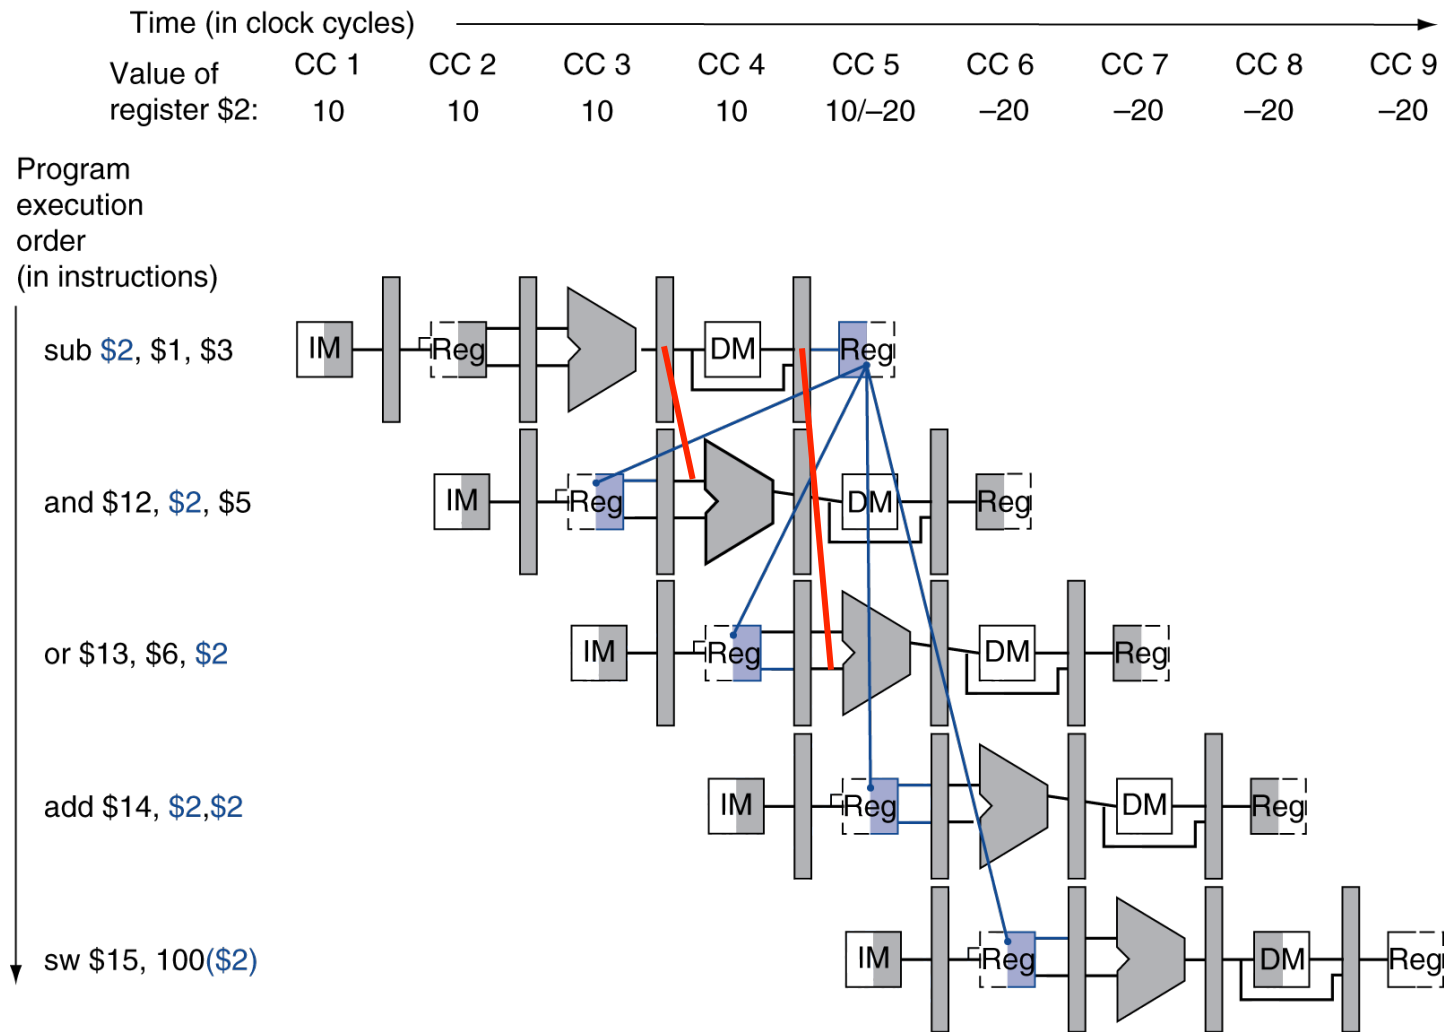 Time (in clock cycles)
CC 1 CC 2 CC 3 CC 4 CC 5 CC 6 CC 7 CC 8 CC 9
Value of
register $2: 10 10 10 10 10/–20 –20 –20 –20 –20
Program
execution
order
(in instructions)
sub $2, $1, $3 IM Reg DM Reg
and $12, $2, $5 IM Reg DM Reg
or $13, $6, $2 IM Reg DM Reg
add $14, $2,$2 IM Reg DM Reg
sw $15, 100($2) IM Reg DM Reg